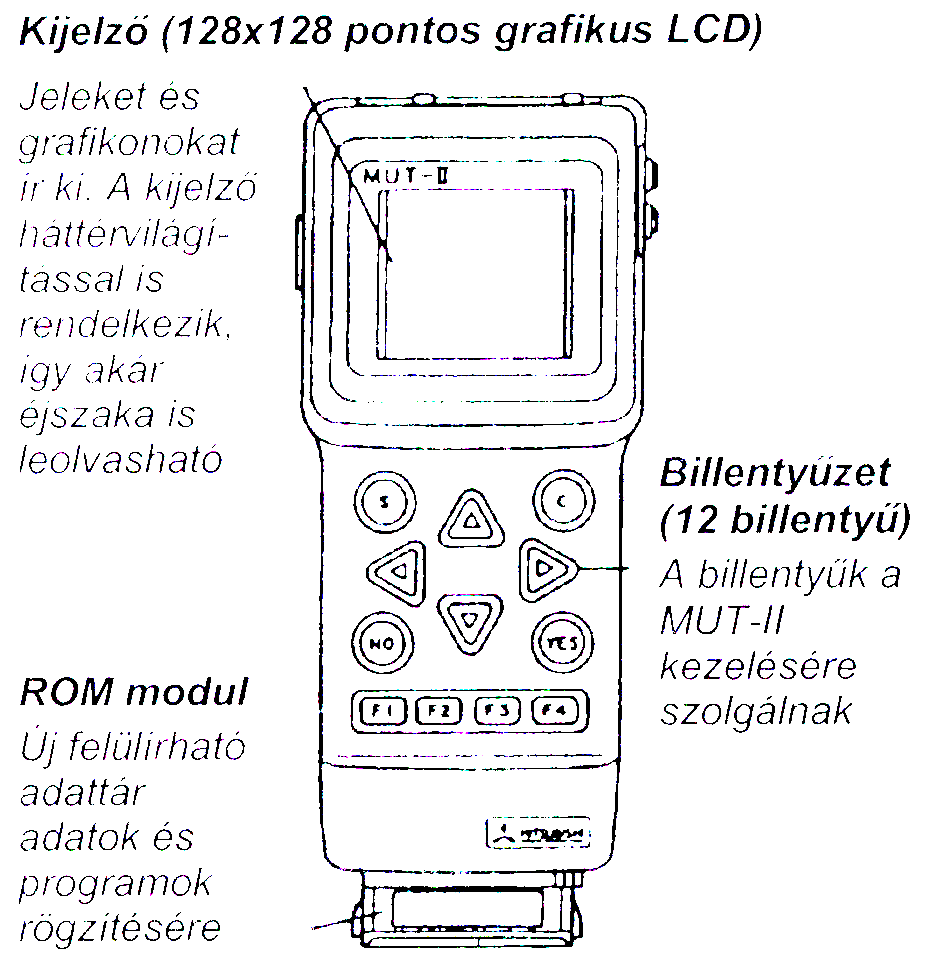 Kijelző (128x128 pontos grafikus LCD)
Jeleket és
grafikonokat
ír ki. A kijelző
háttérvilágí-
tással is
rendelkezik,
így akár
éjszaka is
leolvasható
MUT-II
S
C
NO
YES
F1 F2 F3 F4
Billentyűzet
(12 billentyű)
A billentyűk a
MUT-II
kezelésére
szolgálnak
ROM modul
Új felülírható
adattár
adatok és
programok
rögzítésére